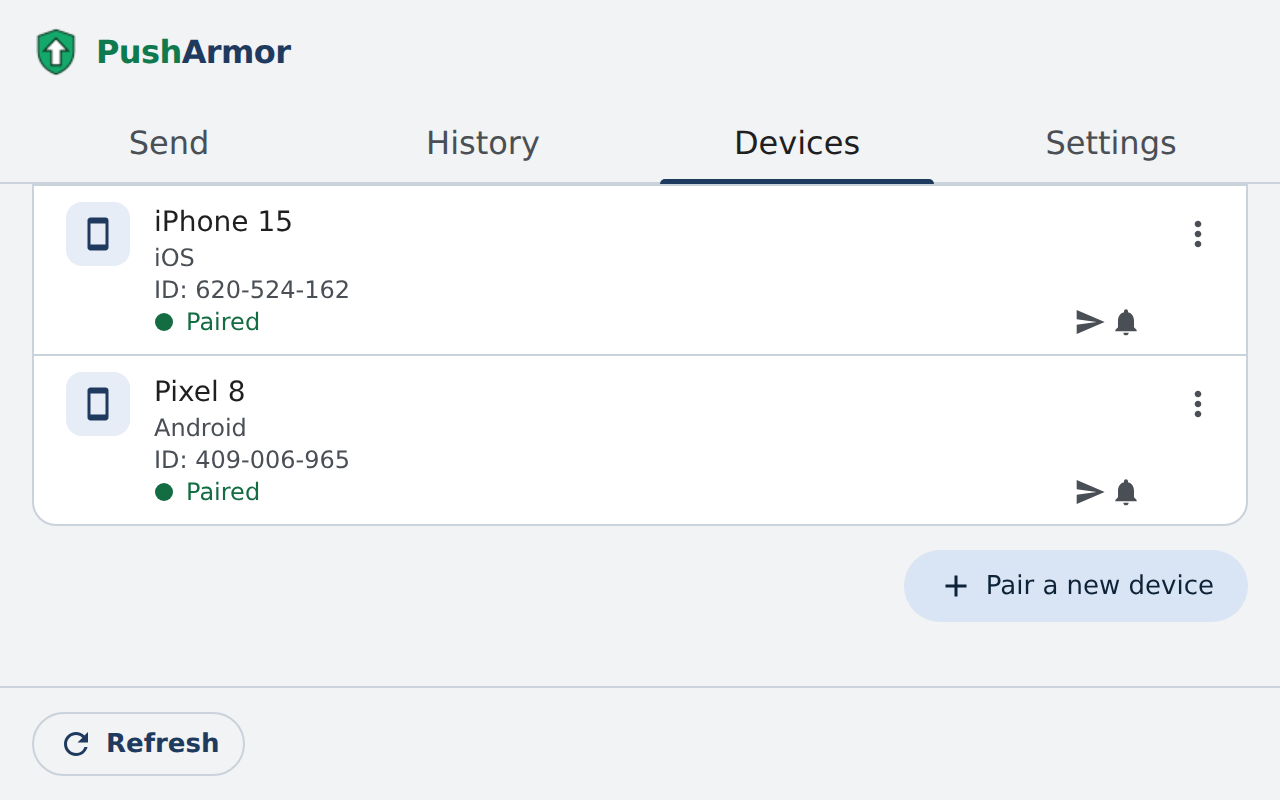 PushArmor
Send
History
Devices
Settings
iPhone 15
iOS
ID: 620-524-162
Paired
Pixel 8
Android
ID: 409-006-965
Paired
Pair a new device
Refresh